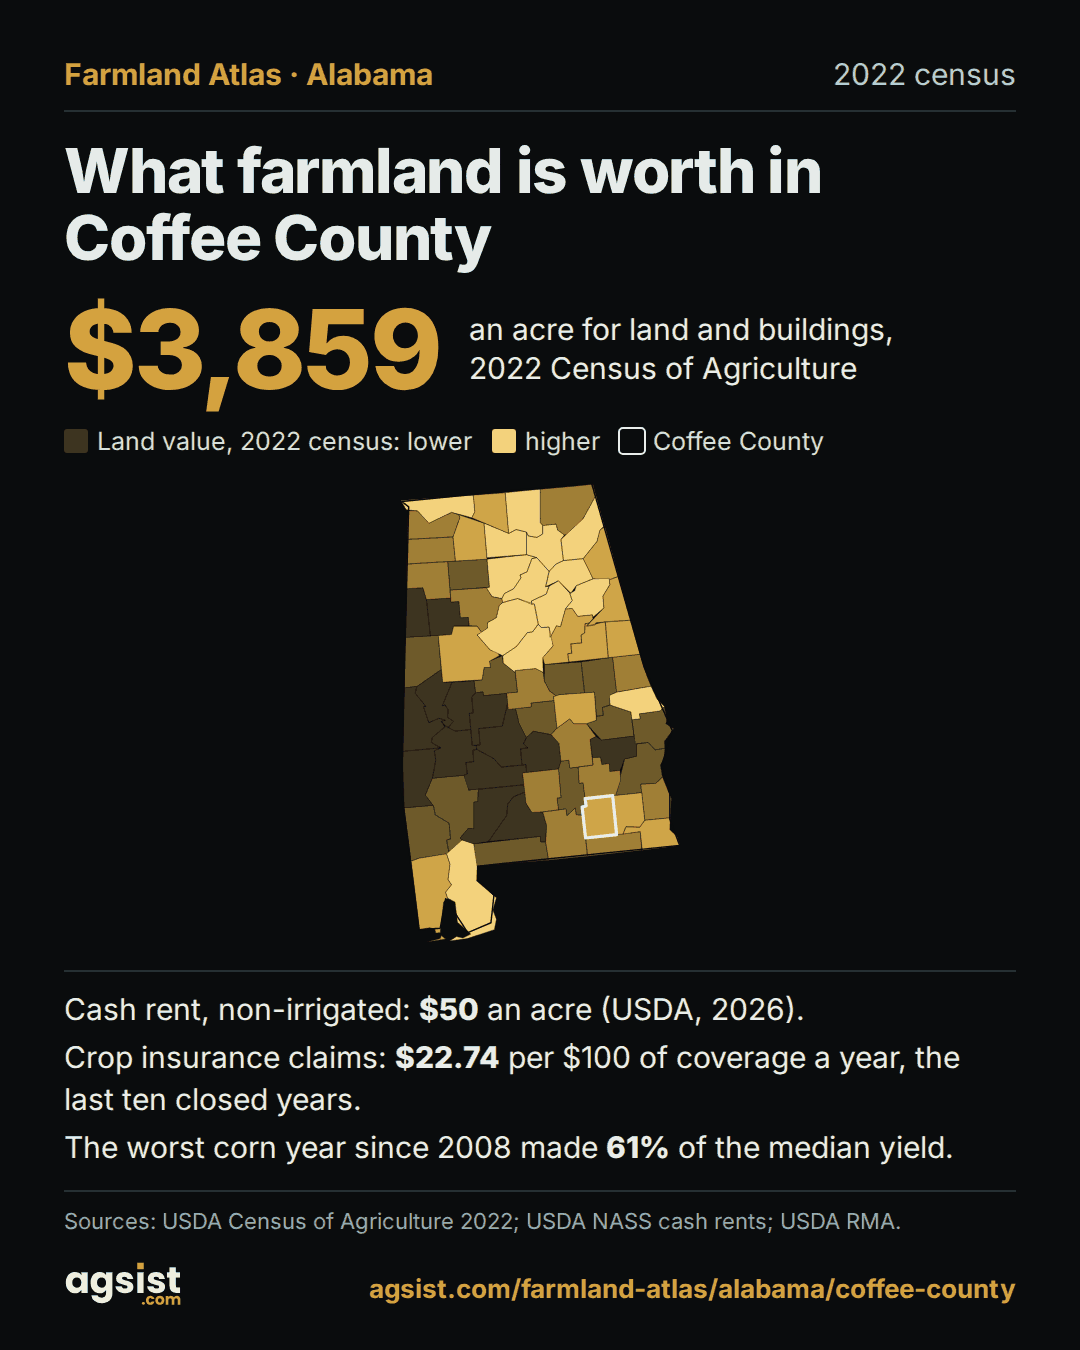 Farmland Atlas · Alabama
2022 census
What farmland is worth in
Coffee County
$3,859
an acre for land and buildings,
2022 Census of Agriculture
Land value, 2022 census: lower higher Coffee County
Cash rent, non-irrigated: $50 an acre (USDA, 2026).
Crop insurance claims: $22.74 per $100 of coverage a year, the
last ten closed years.
The worst corn year since 2008 made 61% of the median yield.
Sources: USDA Census of Agriculture 2022; USDA NASS cash rents; USDA RMA.
agsist
.com
agsist.com/farmland-atlas/alabama/coffee-county